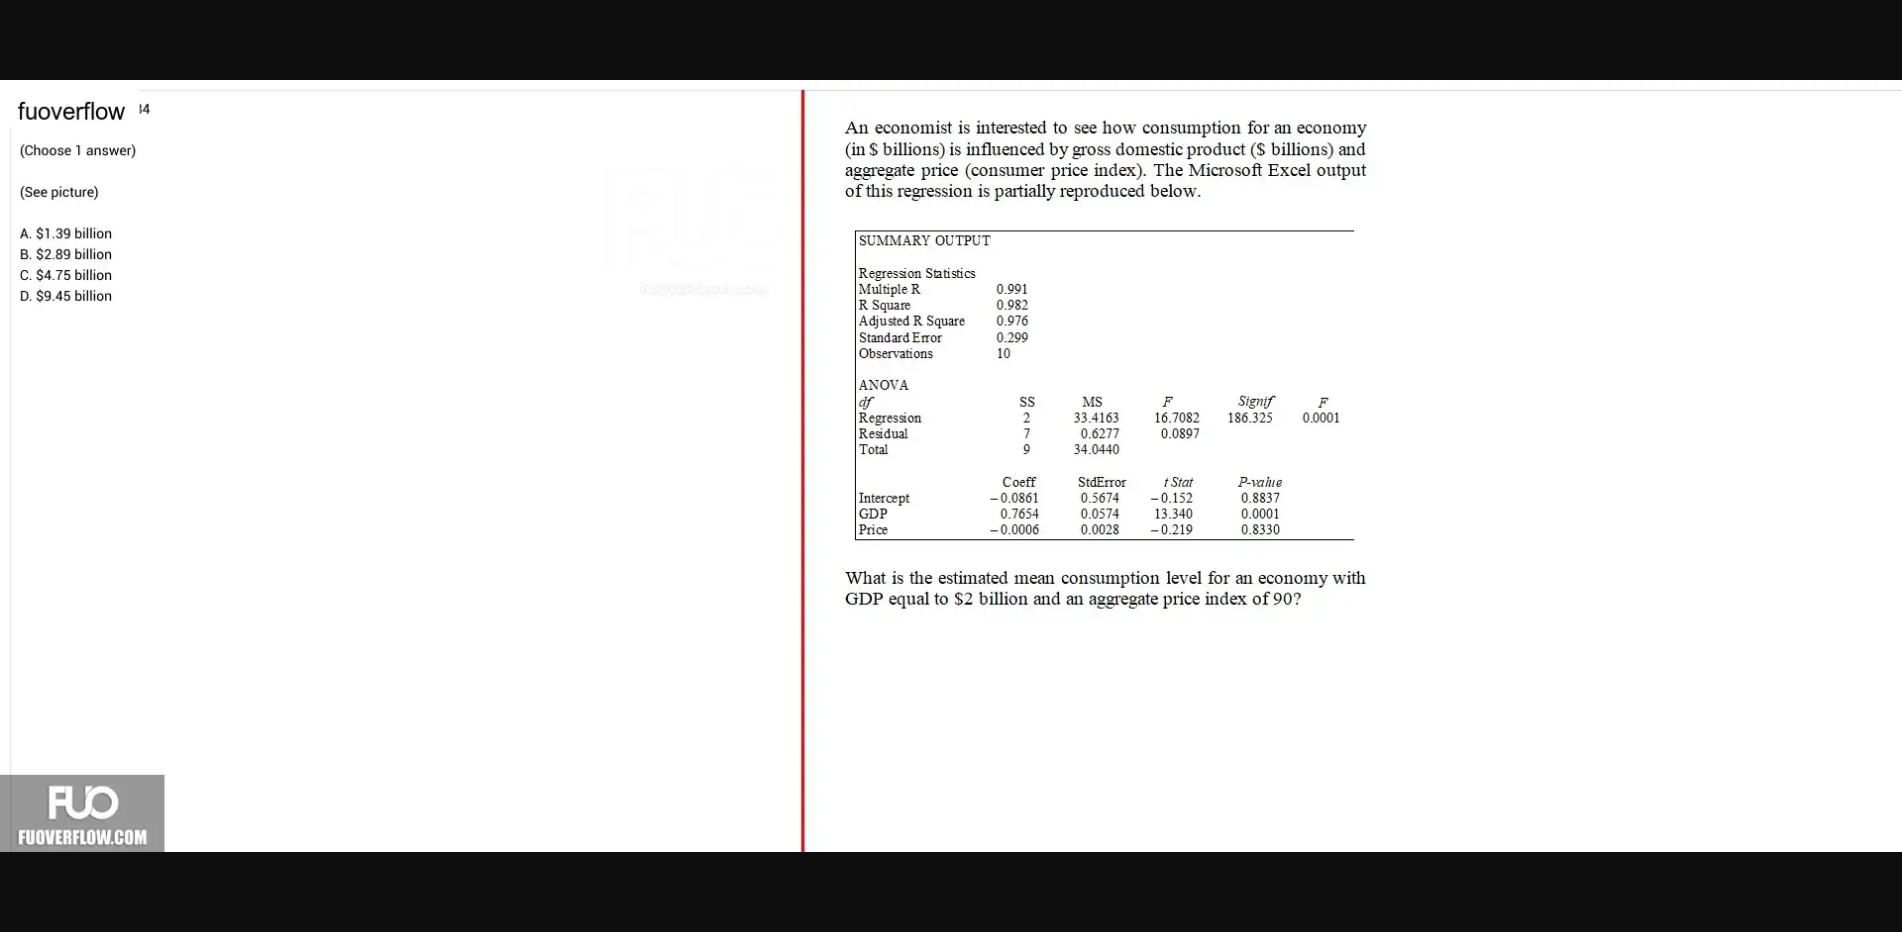 fuoverflow 34
(Choose 1 answer)
(See picture)
A. $1.39 billion
B. $2.89 billion
C. $4.75 billion
D. $9.45 billion
FUOVERFLOW.COM
An economist is interested to see how consumption for an economy
(in $ billions) is influenced by gross domestic product ($ billions) and
aggregate price (consumer price index). The Microsoft Excel output
of this regression is partially reproduced below.
SUMMARY OUTPUT
Regression Statistics
Multiple R 0.991
R Square 0.982
Adjusted R Square 0.976
Standard Error 0.299
Observations 10
ANOVA
df SS MS F Signif F
Regression 2 33.4163 16.7082 186.325 0.0001
Residual 7 0.6277 0.0897
Total 9 34.0440
Coeff StdError t Stat P-value
Intercept –0.0861 0.5674 –0.152 0.8837
GDP 0.7654 0.0574 13.340 0.0001
Price –0.0006 0.0028 –0.219 0.8330
What is the estimated mean consumption level for an economy with
GDP equal to $2 billion and an aggregate price index of 90?
FUO
FUOVERFLOW.COM